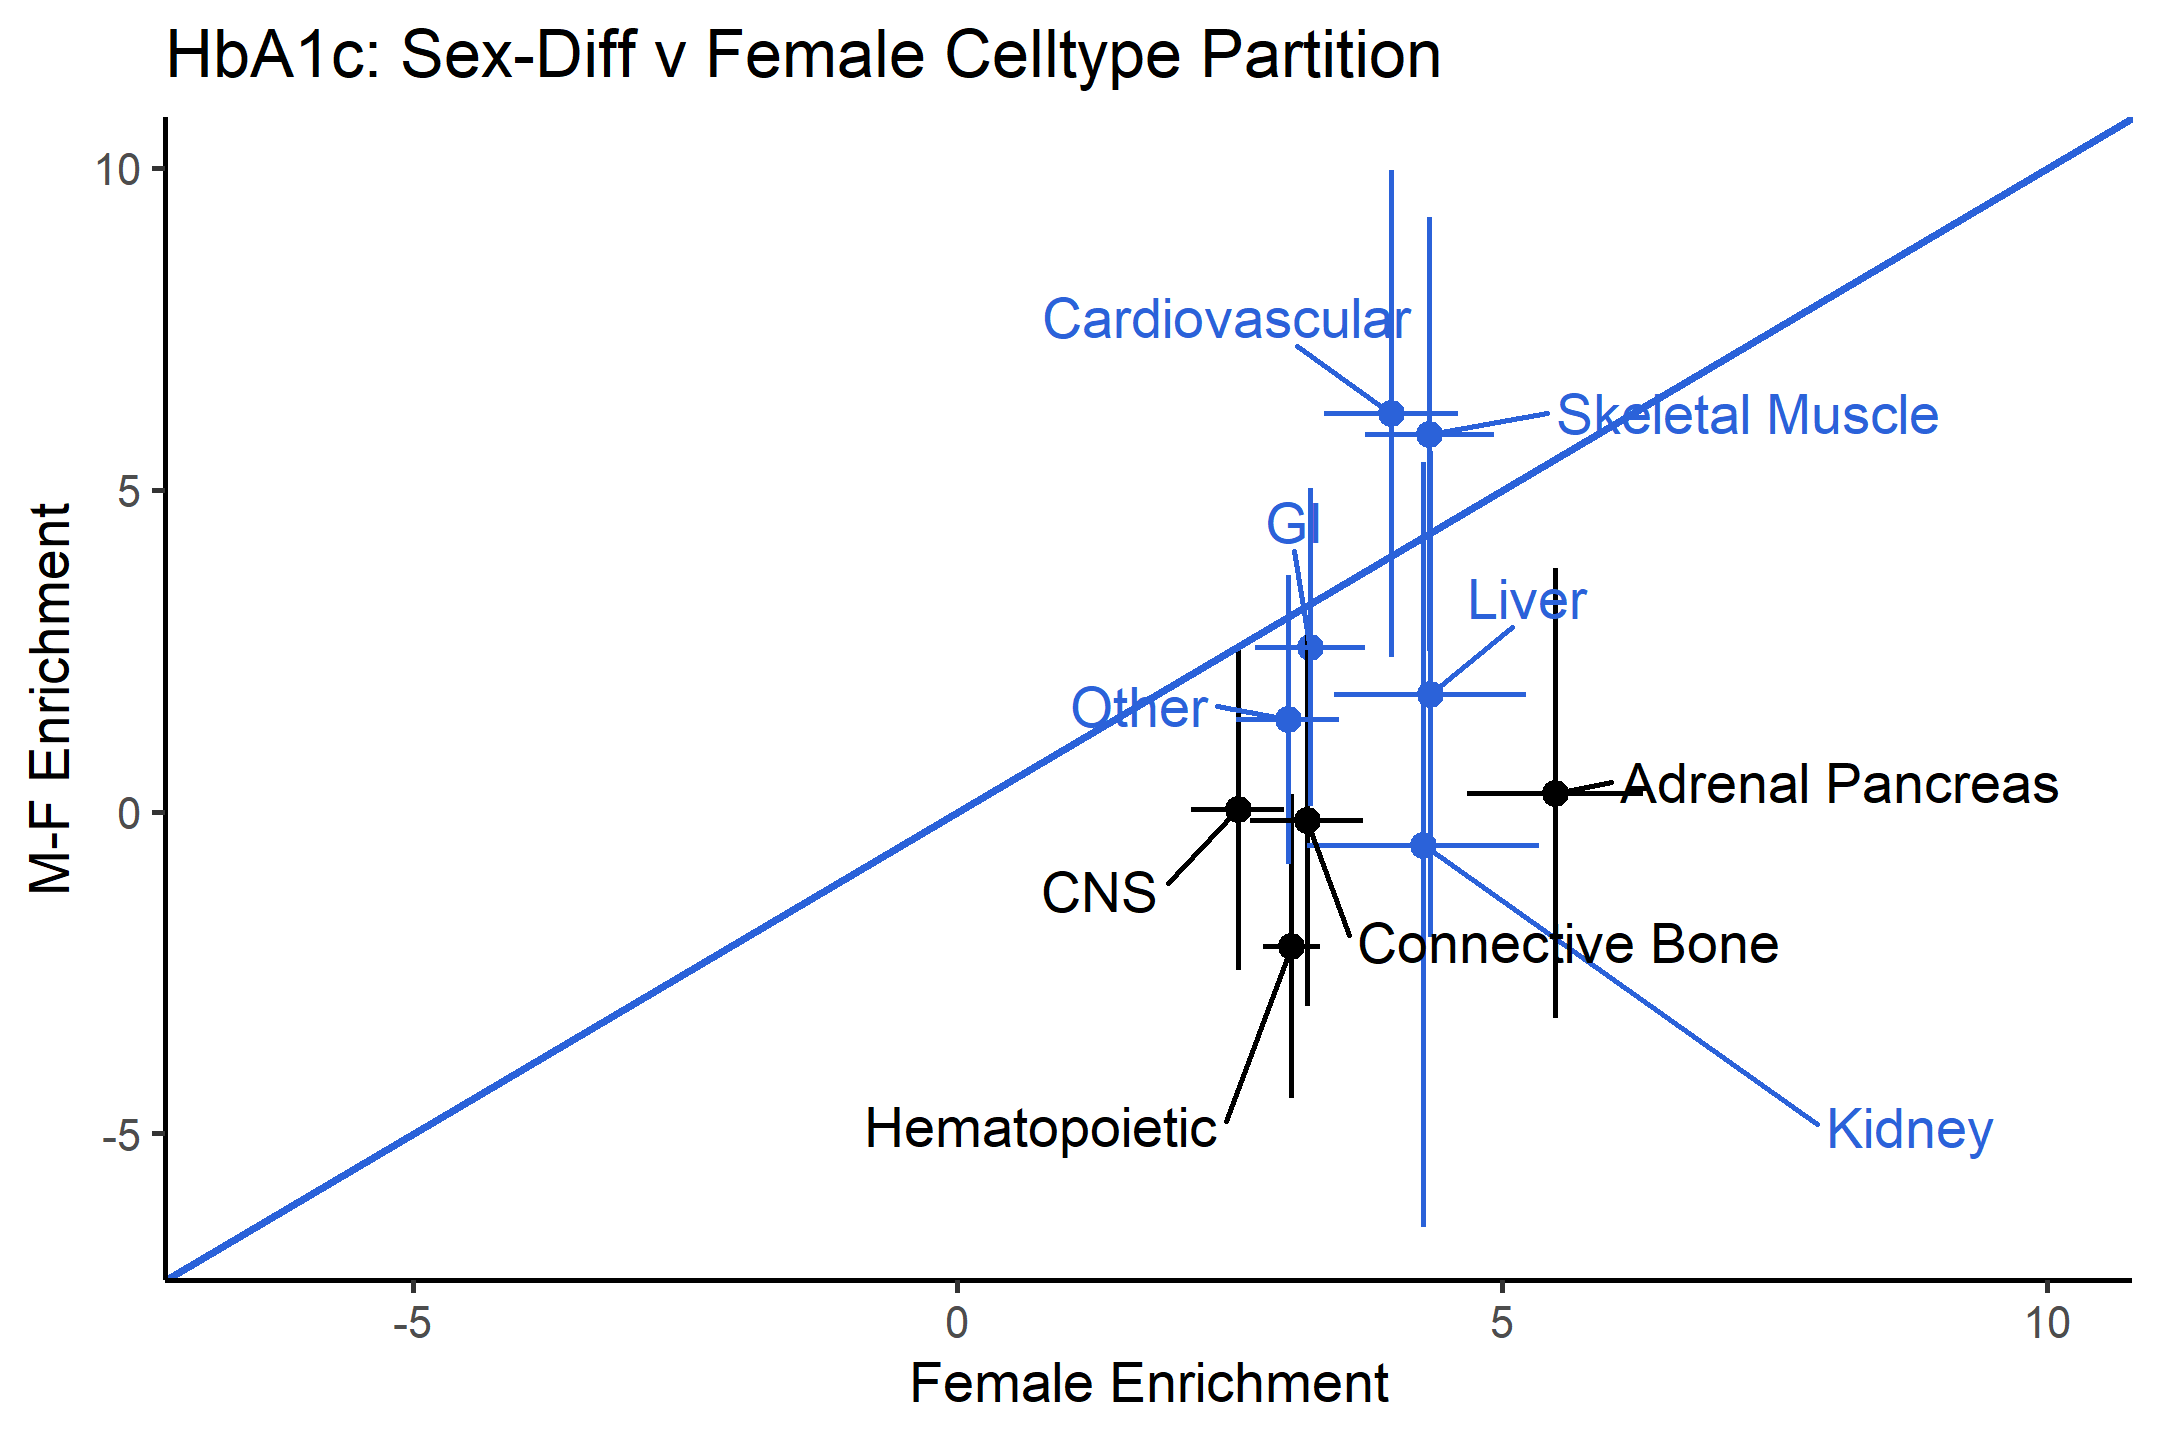 HbA1c: Sex-Diff v Female Celltype Partition
10
5
0
-5
M-F Enrichment
Cardiovascular
Skeletal Muscle
GI
Liver
Other
Adrenal Pancreas
CNS
Connective Bone
Hematopoietic
Kidney
-5
0
5
10
Female Enrichment